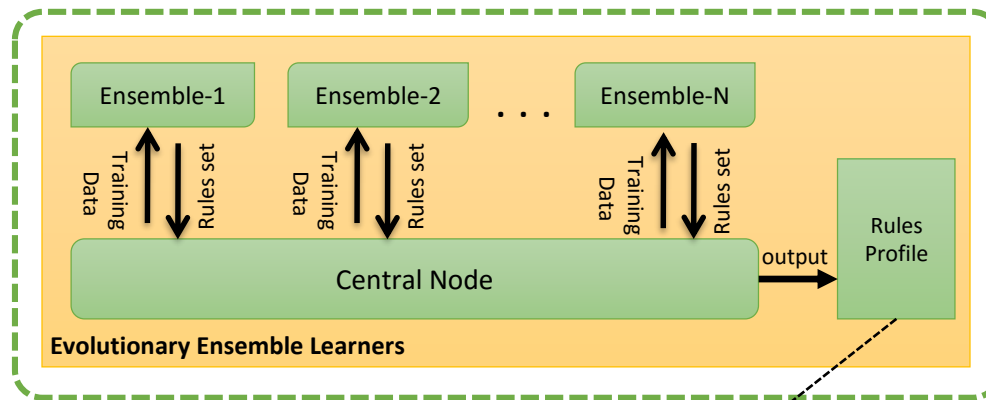 Ensemble-1
Ensemble-2
. . .
Ensemble-N
Training
Data
Rules set
Training
Data
Rules set
Training
Data
Rules set
Rules
Profile
Central Node
output
Evolutionary Ensemble Learners